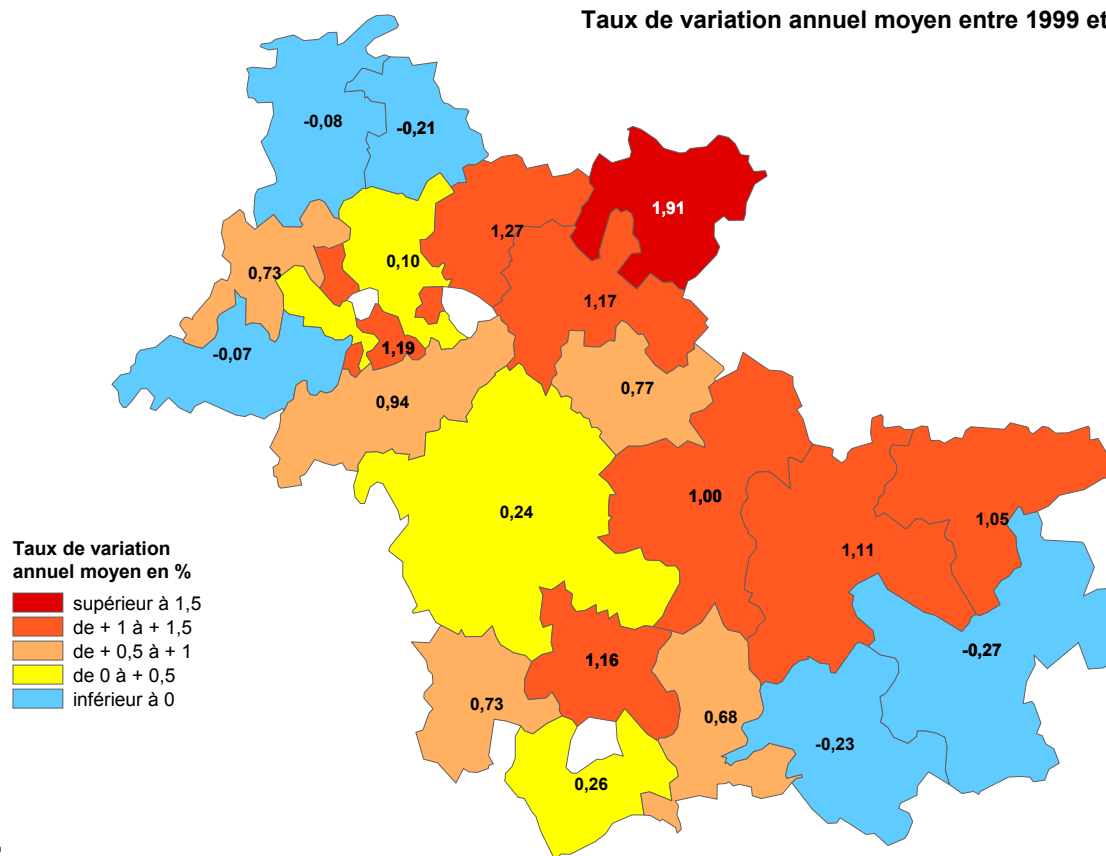 Taux de variation annuel moyen entre 1999 et
-0,08
-0,21
1,91
1,27
0,10
0,73
1,17
-0,07
1,19
0,77
0,94
1,00
0,24
1,05
1,11
Taux de variation
annuel moyen en %
supérieur à 1,5
de + 1 à + 1,5
de + 0,5 à + 1
de 0 à + 0,5
inférieur à 0
-0,27
1,16
0,73
0,68
-0,23
0,26